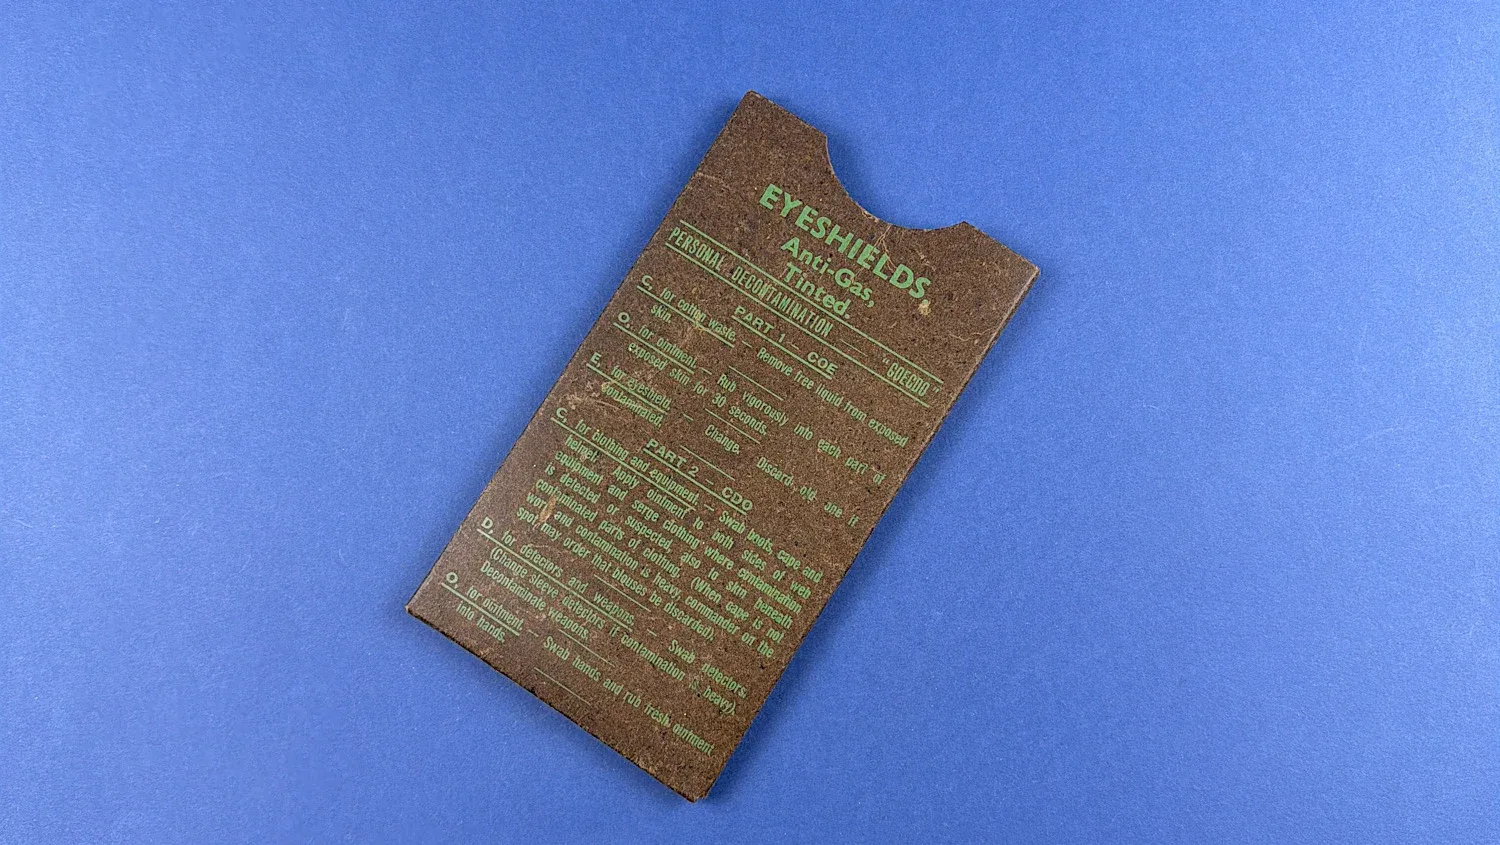 EYESHIELDS,
Anti-Gas,
Tinted.
PERSONAL DECONTAMINATION — "COECDO"
PART 1 — COE
C. for cotton waste. — Remove free liquid from exposed
skin.
O. for ointment. — Rub vigorously into each part of
exposed skin for 30 seconds.
E. for eyeshield. — Change. Discard old one if
contaminated.
PART 2 — CDO
C. for clothing and equipment. — Swab boots, cape and
helmet. Apply ointment to both sides of web
equipment and serge clothing where contamination
is detected or suspected, also to skin beneath
contaminated parts of clothing. (When cape is not
worn and contamination is heavy, commander on the
spot may order that blouses be discarded).
D. for detectors and weapons. — Swab detectors.
(Change sleeve detectors if contamination is heavy).
Decontaminate weapons.
O. for ointment — Swab hands and rub fresh ointment
into hands.